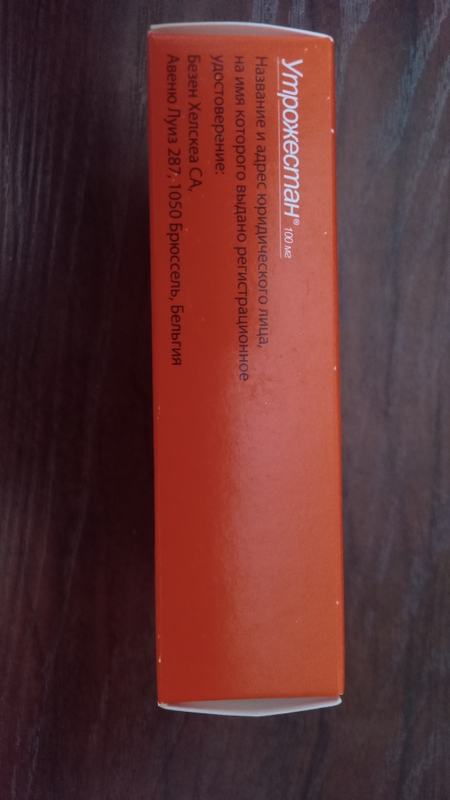 Утрожестан® 100 мг
Название и адрес юридического лица,
на имя которого выдано регистрационное
удостоверение:
Безен Хелскеа СА,
Авеню Луиз 287, 1050 Брюссель, Бельгия